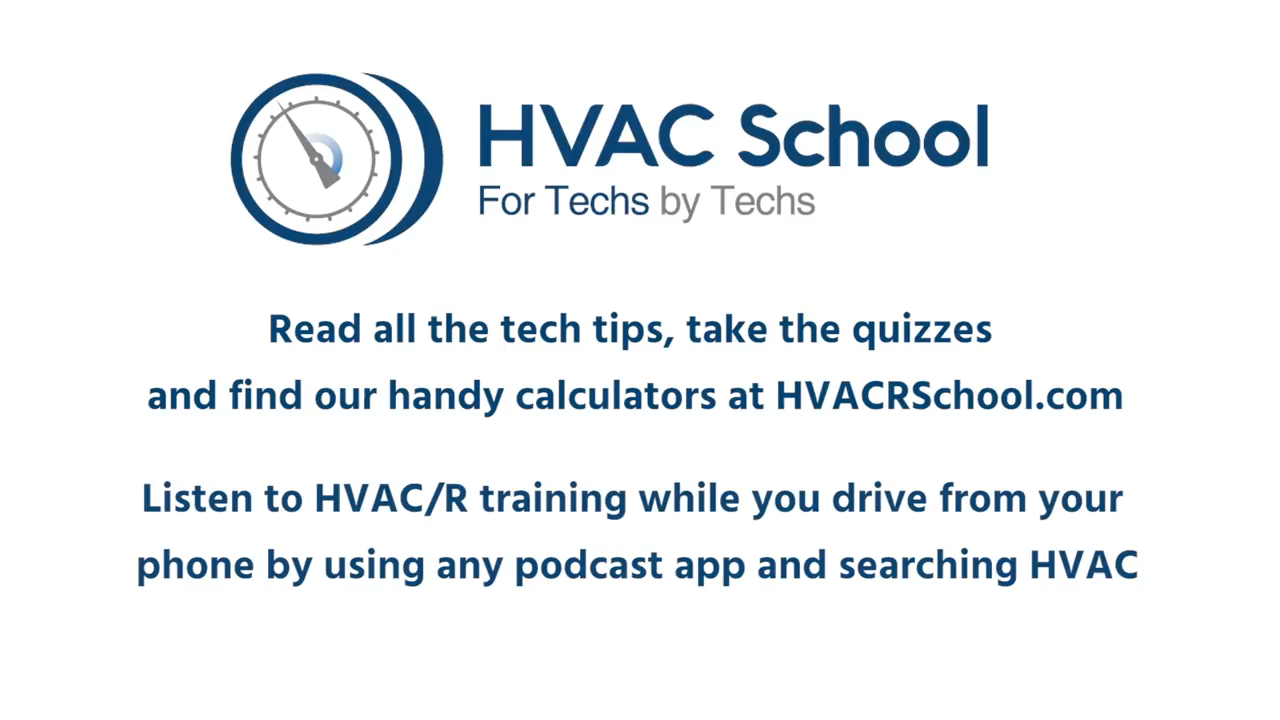 HVAC School
For Techs by Techs
Read all the tech tips, take the quizzes
and find our handy calculators at HVACRSchool.com
Listen to HVAC/R training while you drive from your
phone by using any podcast app and searching HVAC